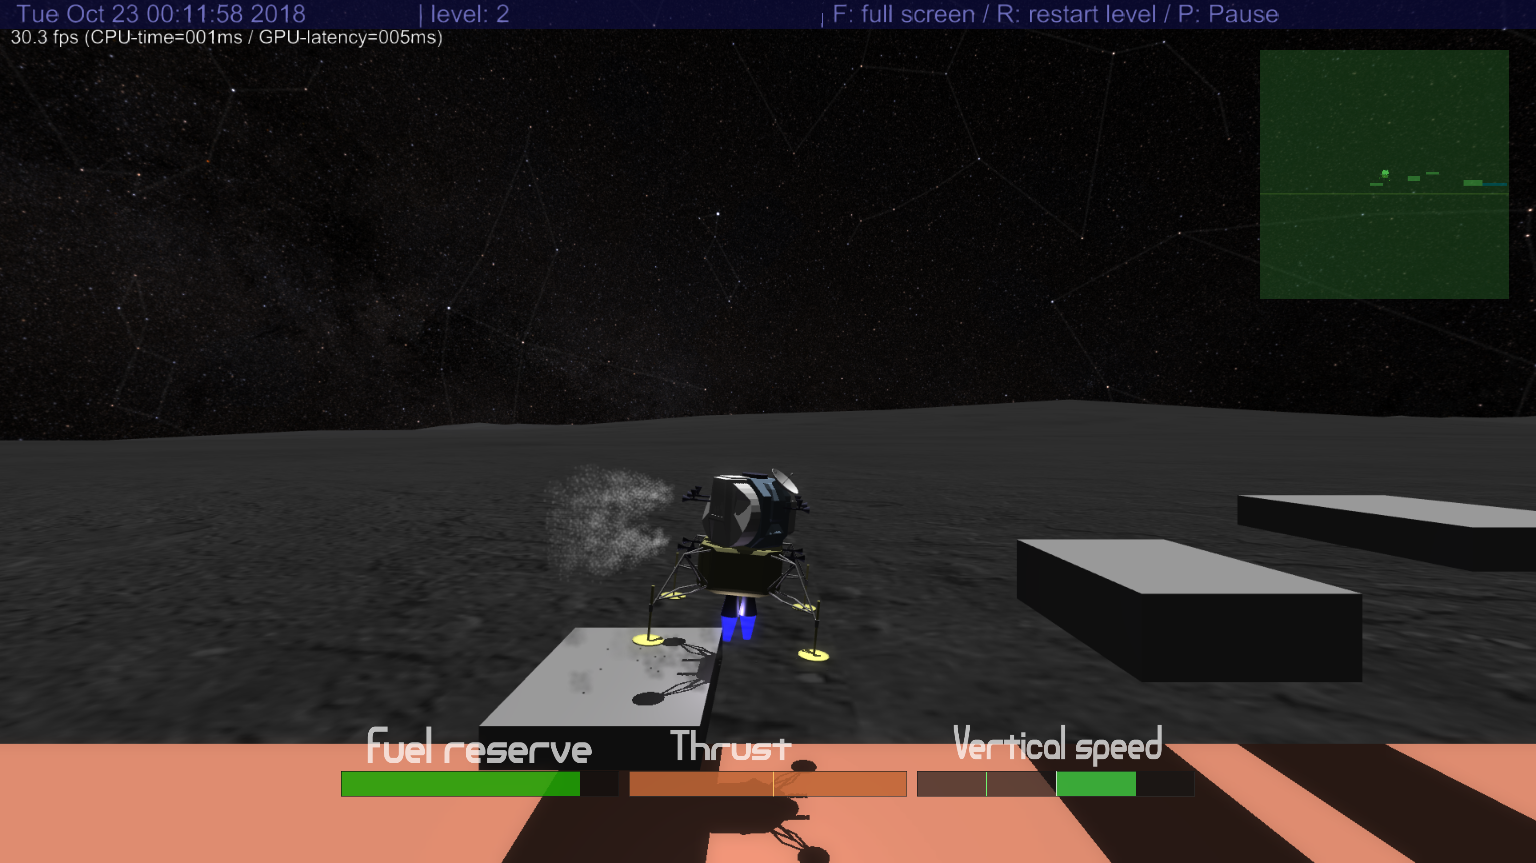 Tue Oct 23 00:11:58 2018 | level: 2 | F: full screen / R: restart level / P: Pause
30.3 fps (CPU-time=001ms / GPU-latency=005ms)
Fuel reserve Thrust Vertical speed